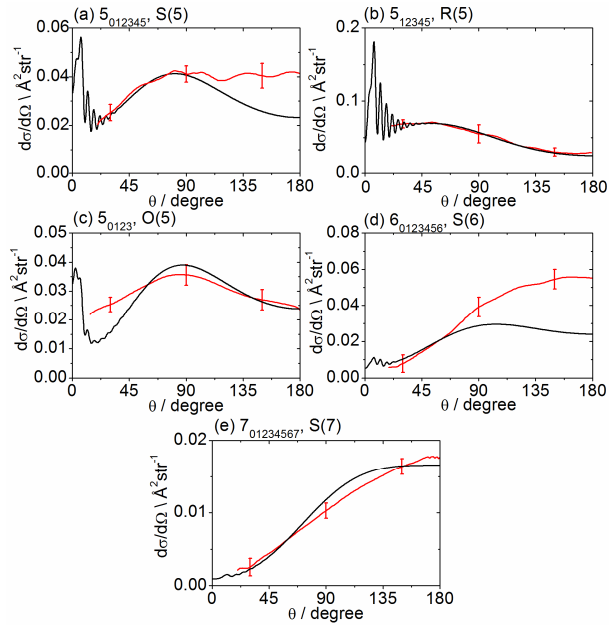 (a) 5₀₁₂₃₄₅, S(5)
dσ/dΩ \ Å²str⁻¹
0.06
0.04
0.02
0.00
0 45 90 135 180
θ / degree
(b) 5₁₂₃₄₅, R(5)
dσ/dΩ \ Å²str⁻¹
0.2
0.1
0.0
0 45 90 135 180
θ / degree
(c) 5₀₁₂₃, O(5)
dσ/dΩ \ Å²str⁻¹
0.05
0.04
0.03
0.02
0.01
0.00
0 45 90 135 180
θ / degree
(d) 6₀₁₂₃₄₅₆, S(6)
dσ/dΩ \ Å²str⁻¹
0.08
0.06
0.04
0.02
0.00
0 45 90 135 180
θ / degree
(e) 7₀₁₂₃₄₅₆₇, S(7)
dσ/dΩ \ Å²str⁻¹
0.02
0.01
0.00
0 45 90 135 180
θ / degree